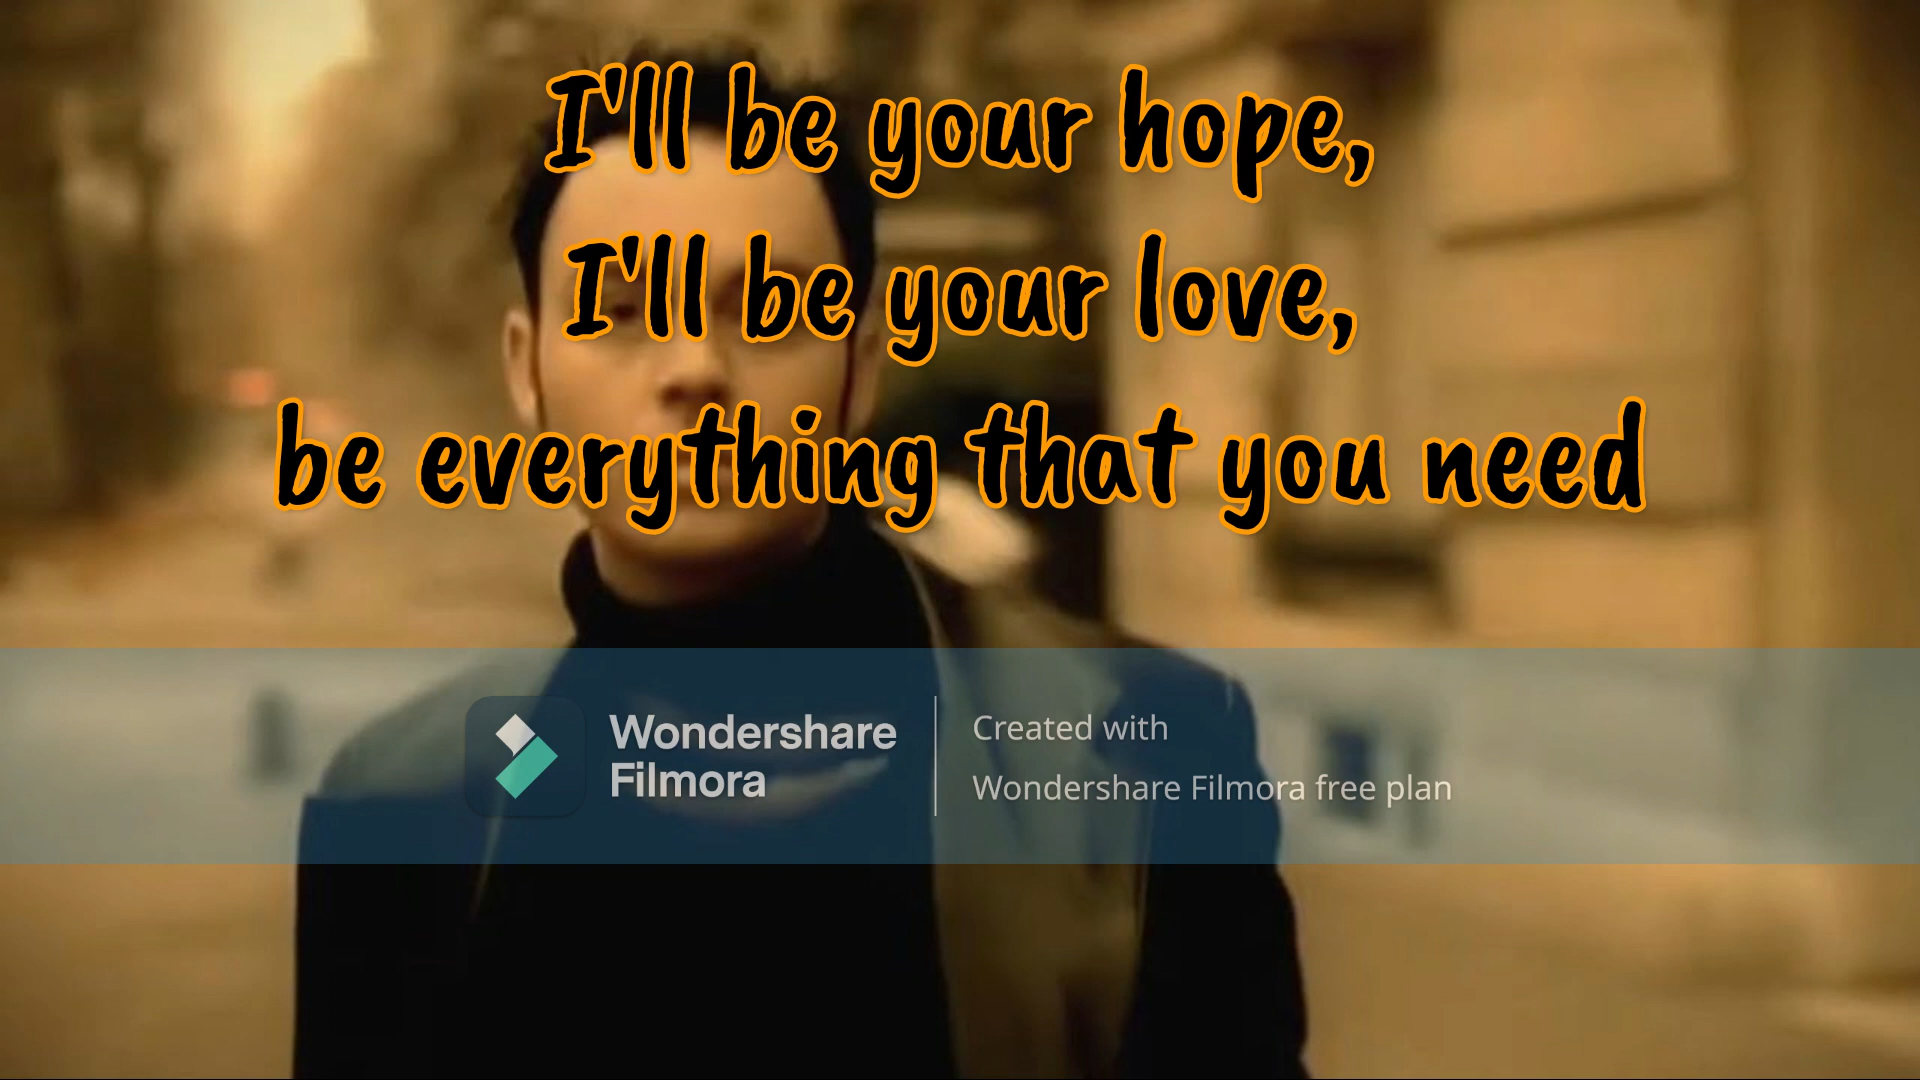 I'll be your hope,
I'll be your love,
be everything that you need
Wondershare
Filmora
Created with
Wondershare Filmora free plan